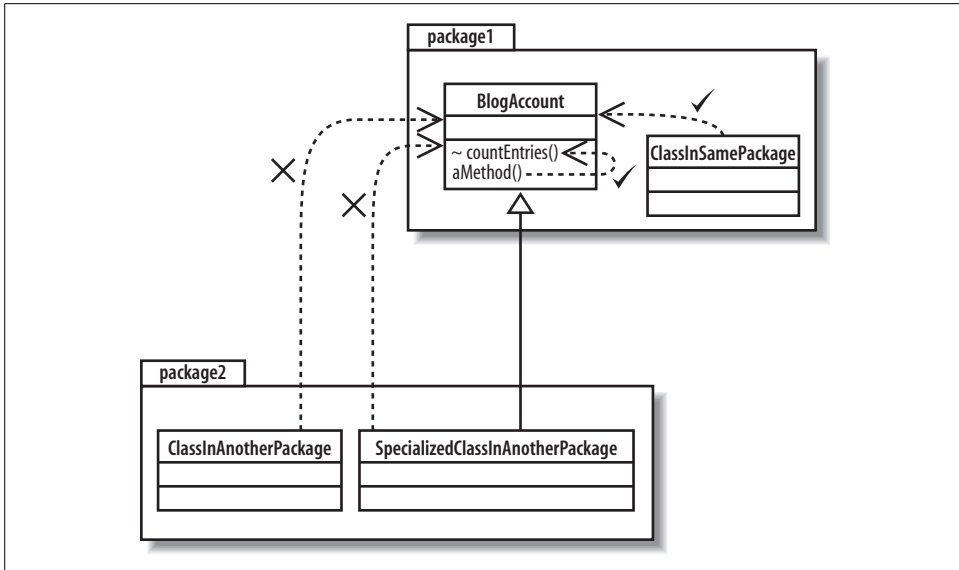 package1
BlogAccount
~ countEntries()
aMethod()
ClassInSamePackage
package2
ClassInAnotherPackage
SpecializedClassInAnotherPackage